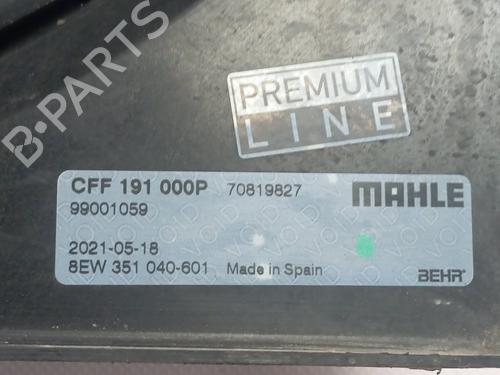 B-PARTS
PREMIUM
LINE
CFF 191 000P 70819827 MAHLE
99001059
2021-05-18
8EW 351 040-601 Made in Spain BEHR